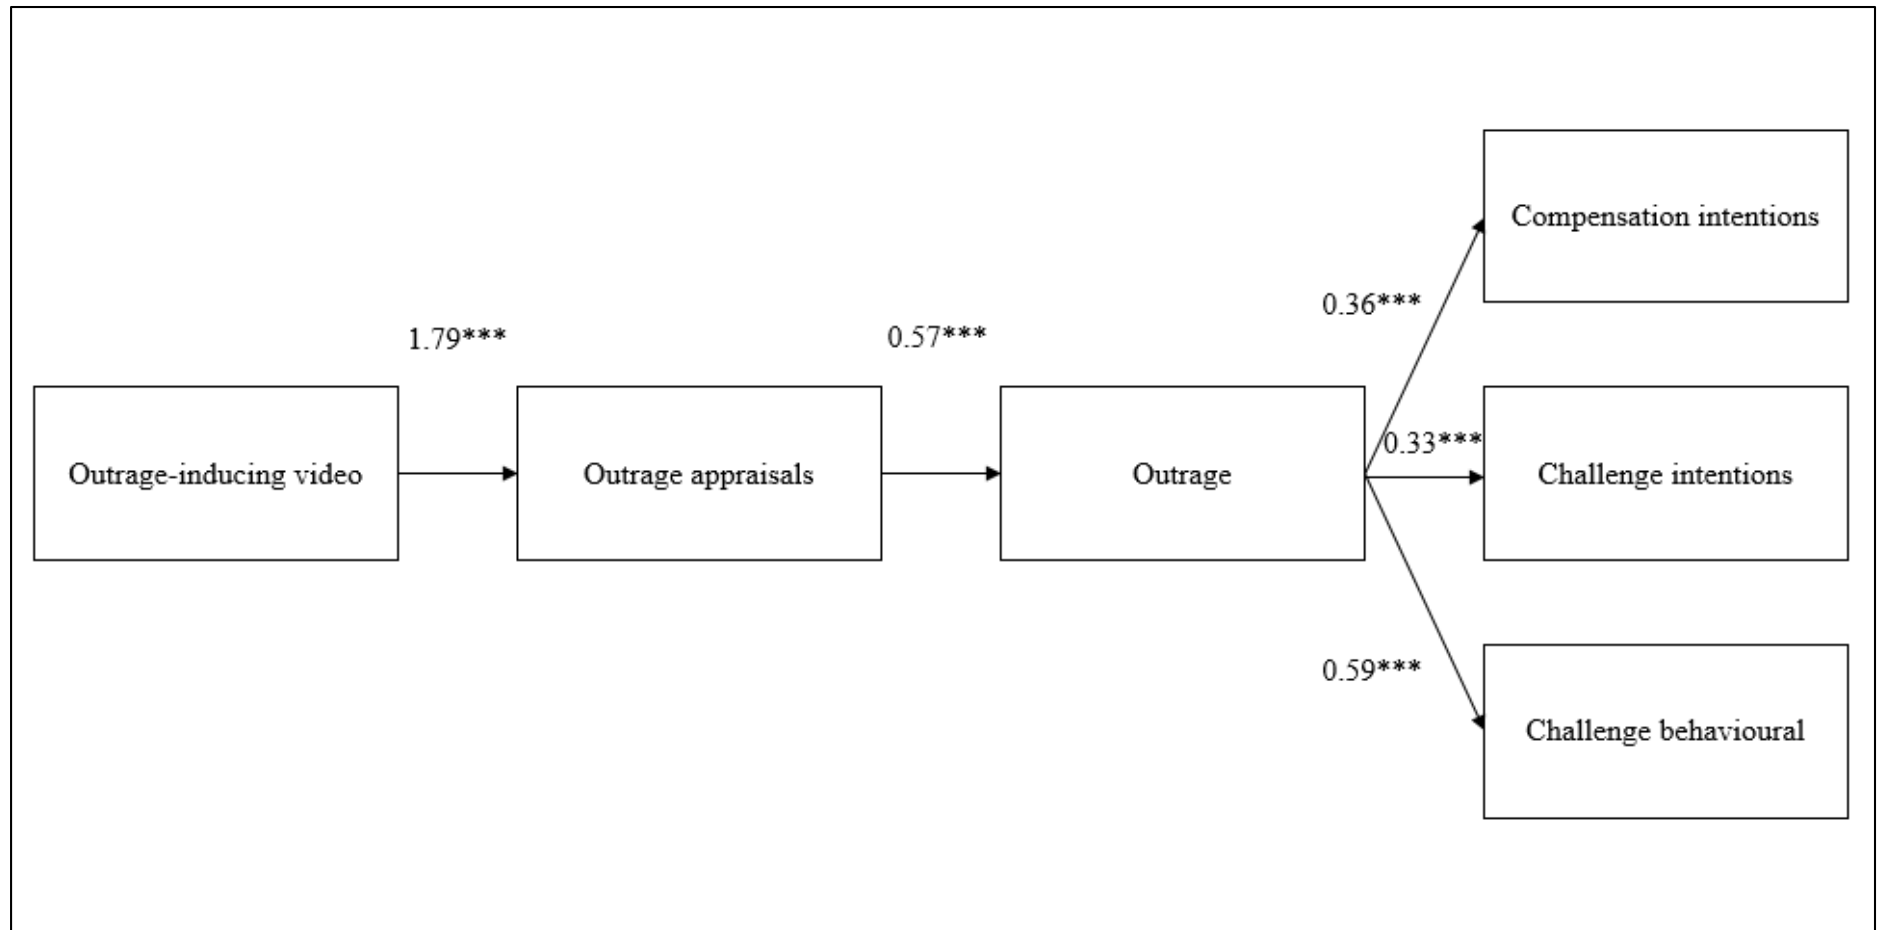 Outrage-inducing video
1.79***
Outrage appraisals
0.57***
Outrage
0.36***
Compensation intentions
0.33***
Challenge intentions
0.59***
Challenge behavioural